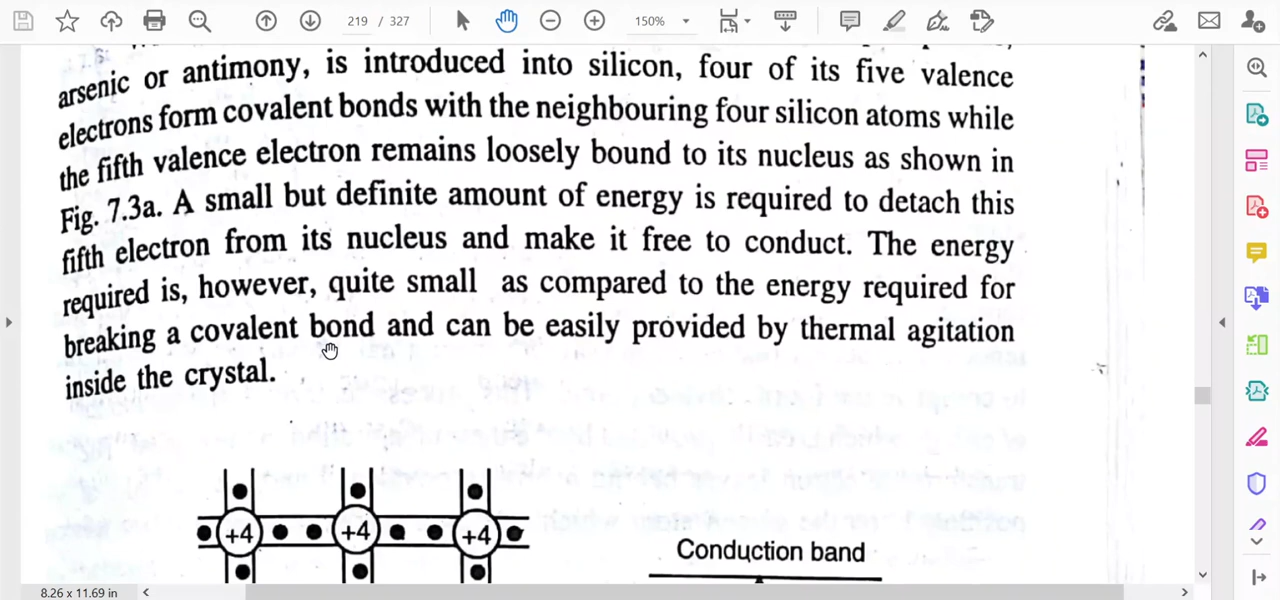 219 / 327
150%
arsenic or antimony, is introduced into silicon, four of its five valence
electrons form covalent bonds with the neighbouring four silicon atoms while
the fifth valence electron remains loosely bound to its nucleus as shown in
Fig. 7.3a. A small but definite amount of energy is required to detach this
fifth electron from its nucleus and make it free to conduct. The energy
required is, however, quite small as compared to the energy required for
breaking a covalent bond and can be easily provided by thermal agitation
inside the crystal.
+4 +4 +4
Conduction band
8.26 x 11.69 in